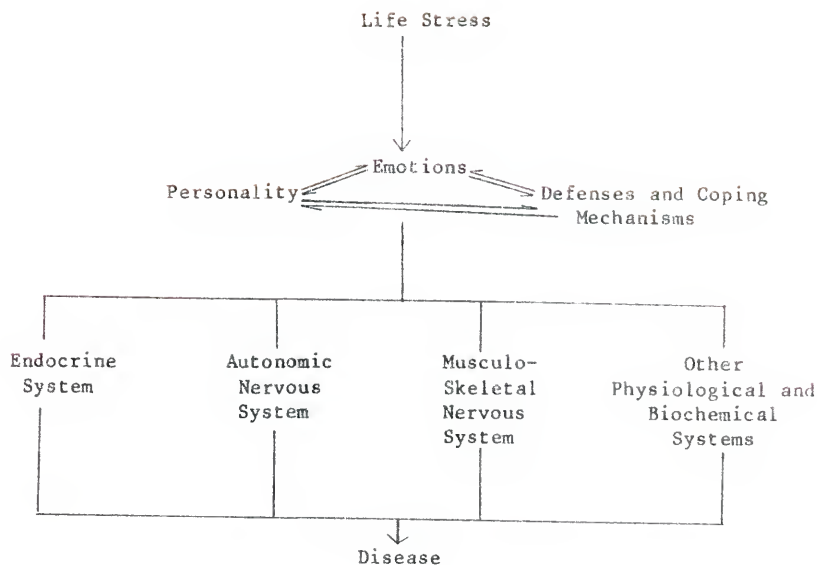 Life Stress
Emotions
Personality
Defenses and Coping
Mechanisms
Endocrine
System
Autonomic
Nervous
System
Musculo-
Skeletal
Nervous
System
Other
Physiological and
Biochemical
Systems
Disease